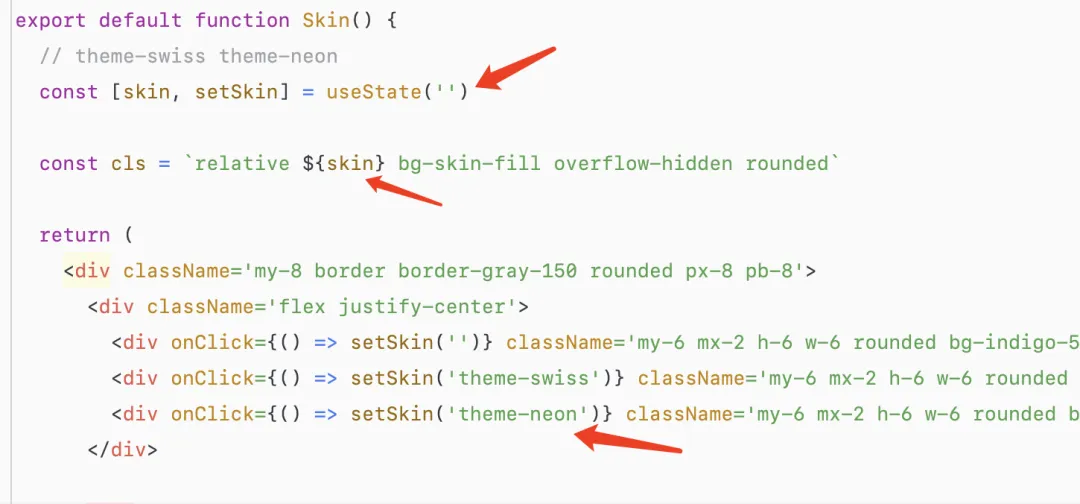 export default function Skin() {
// theme-swiss theme-neon
const [skin, setSkin] = useState('')
const cls = `relative ${skin} bg-skin-fill overflow-hidden rounded`
return (
<div className='my-8 border border-gray-150 rounded px-8 pb-8'>
<div className='flex justify-center'>
<div onClick={() => setSkin('')} className='my-6 mx-2 h-6 w-6 rounded bg-indigo-5
<div onClick={() => setSkin('theme-swiss')} className='my-6 mx-2 h-6 w-6 rounded
<div onClick={() => setSkin('theme-neon')} className='my-6 mx-2 h-6 w-6 rounded b
</div>